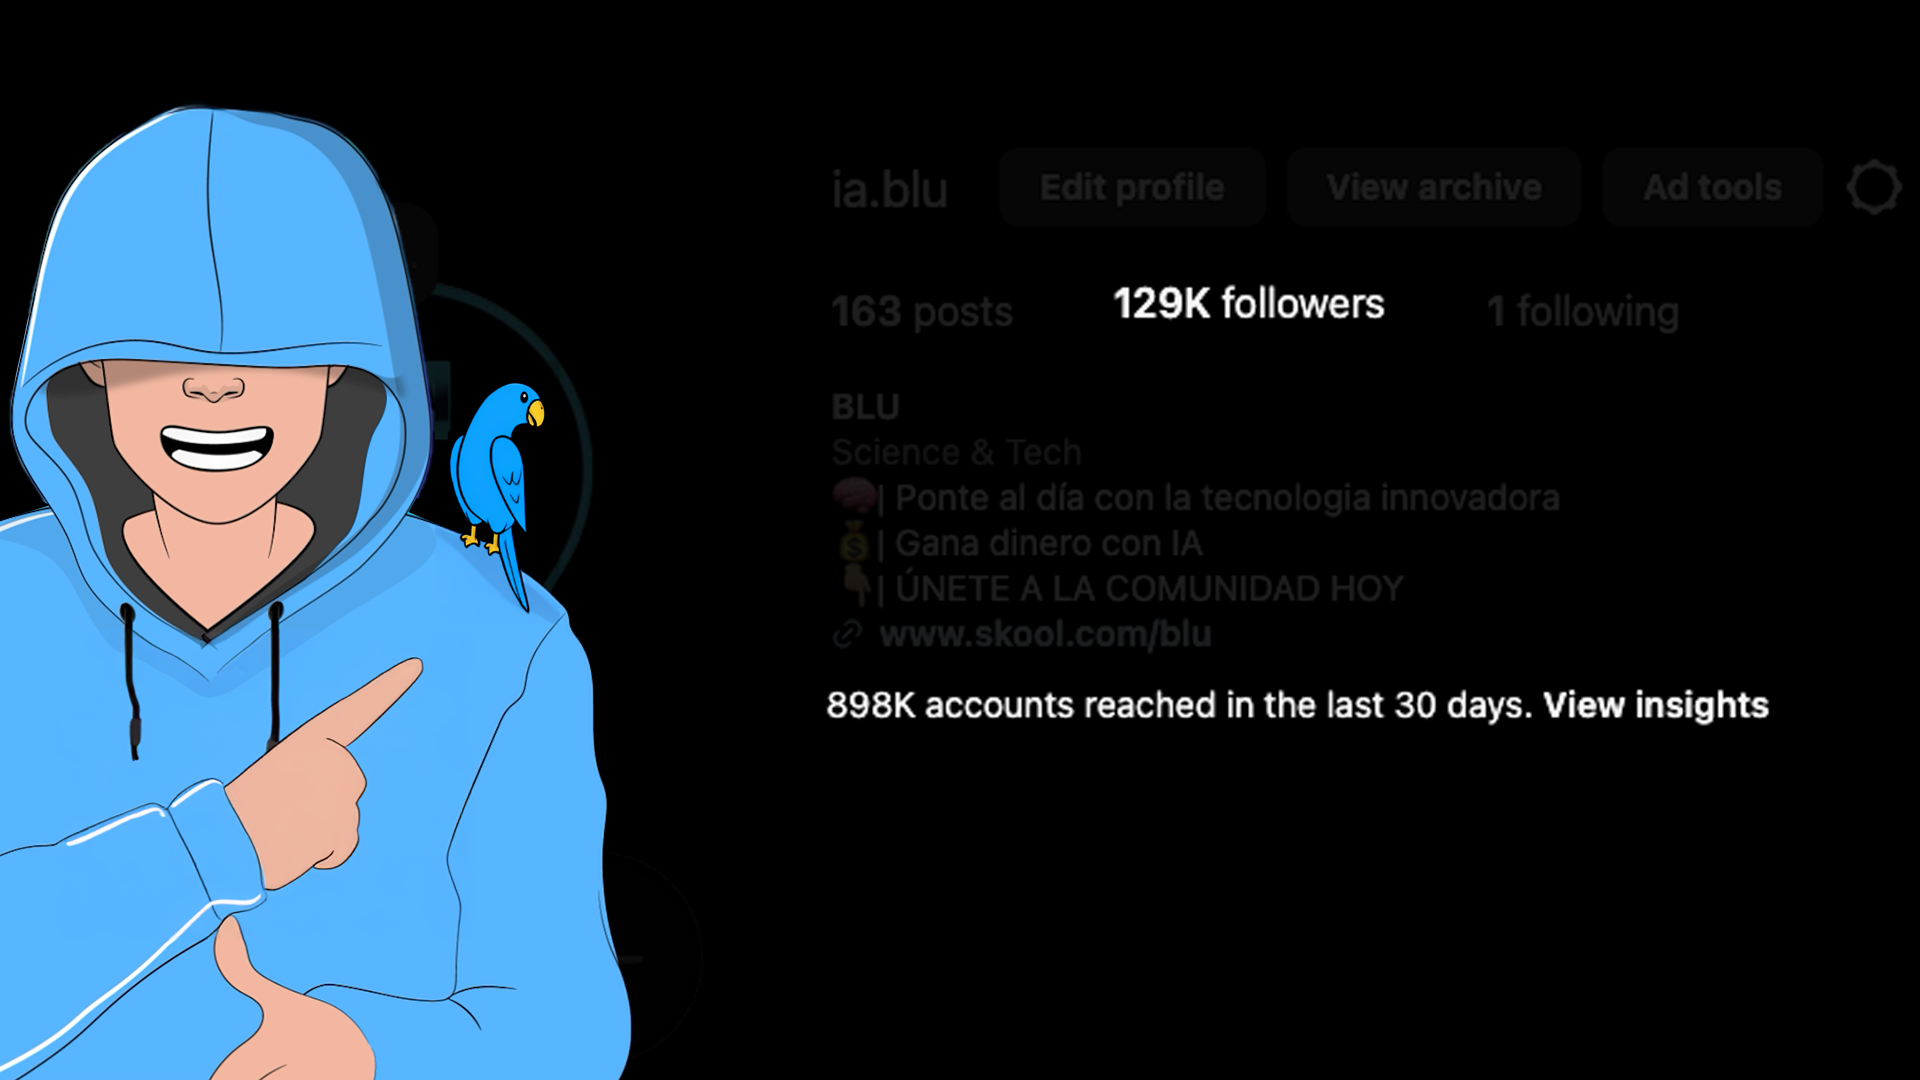 ia.blu Edit profile View archive Ad tools
163 posts 129K followers 1 following
BLU
Science & Tech
🧠| Ponte al día con la tecnologia innovadora
💰| Gana dinero con IA
👇| ÚNETE A LA COMUNIDAD HOY
www.skool.com/blu
898K accounts reached in the last 30 days. View insights